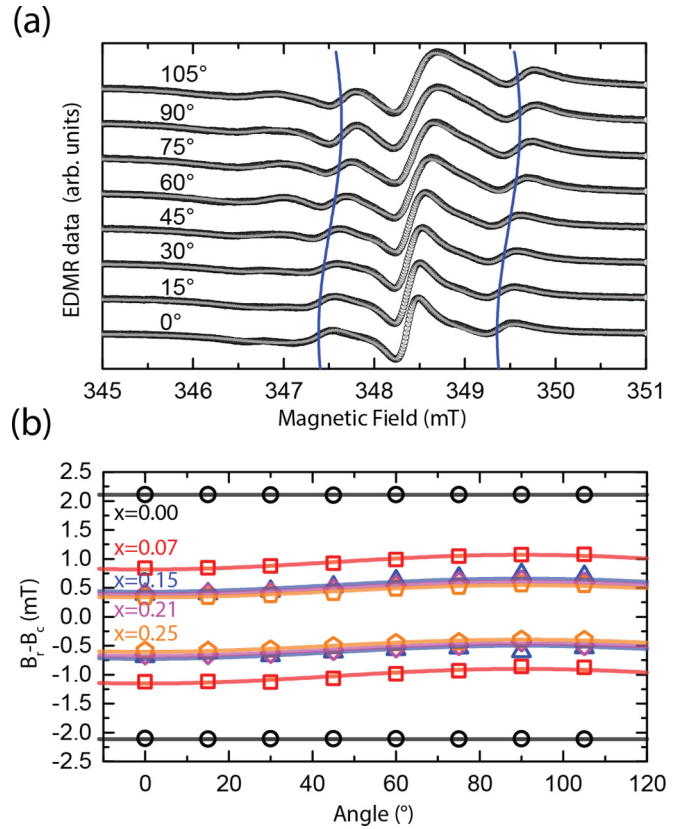 (a)
EDMR data (arb. units)
105°
90°
75°
60°
45°
30°
15°
0°
345 346 347 348 349 350 351
Magnetic Field (mT)
(b)
B_r-B_c (mT)
2.5
2.0
1.5
1.0
0.5
0.0
-0.5
-1.0
-1.5
-2.0
-2.5
x=0.00
x=0.07
x=0.15
x=0.21
x=0.25
0 20 40 60 80 100 120
Angle (°)